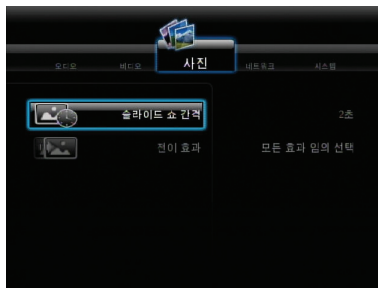 오디오 비디오 사진 네트워크 시스템
슬라이드 쇼 간격 2초
전이 효과 모든 효과 임의 선택